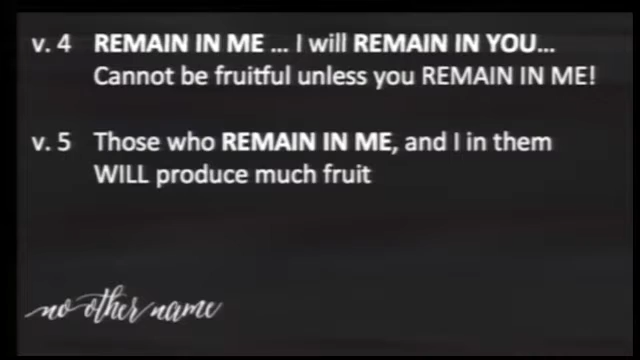 v. 4 REMAIN IN ME ... I will REMAIN IN YOU...
Cannot be fruitful unless you REMAIN IN ME!
v. 5 Those who REMAIN IN ME, and I in them
WILL produce much fruit
no other name